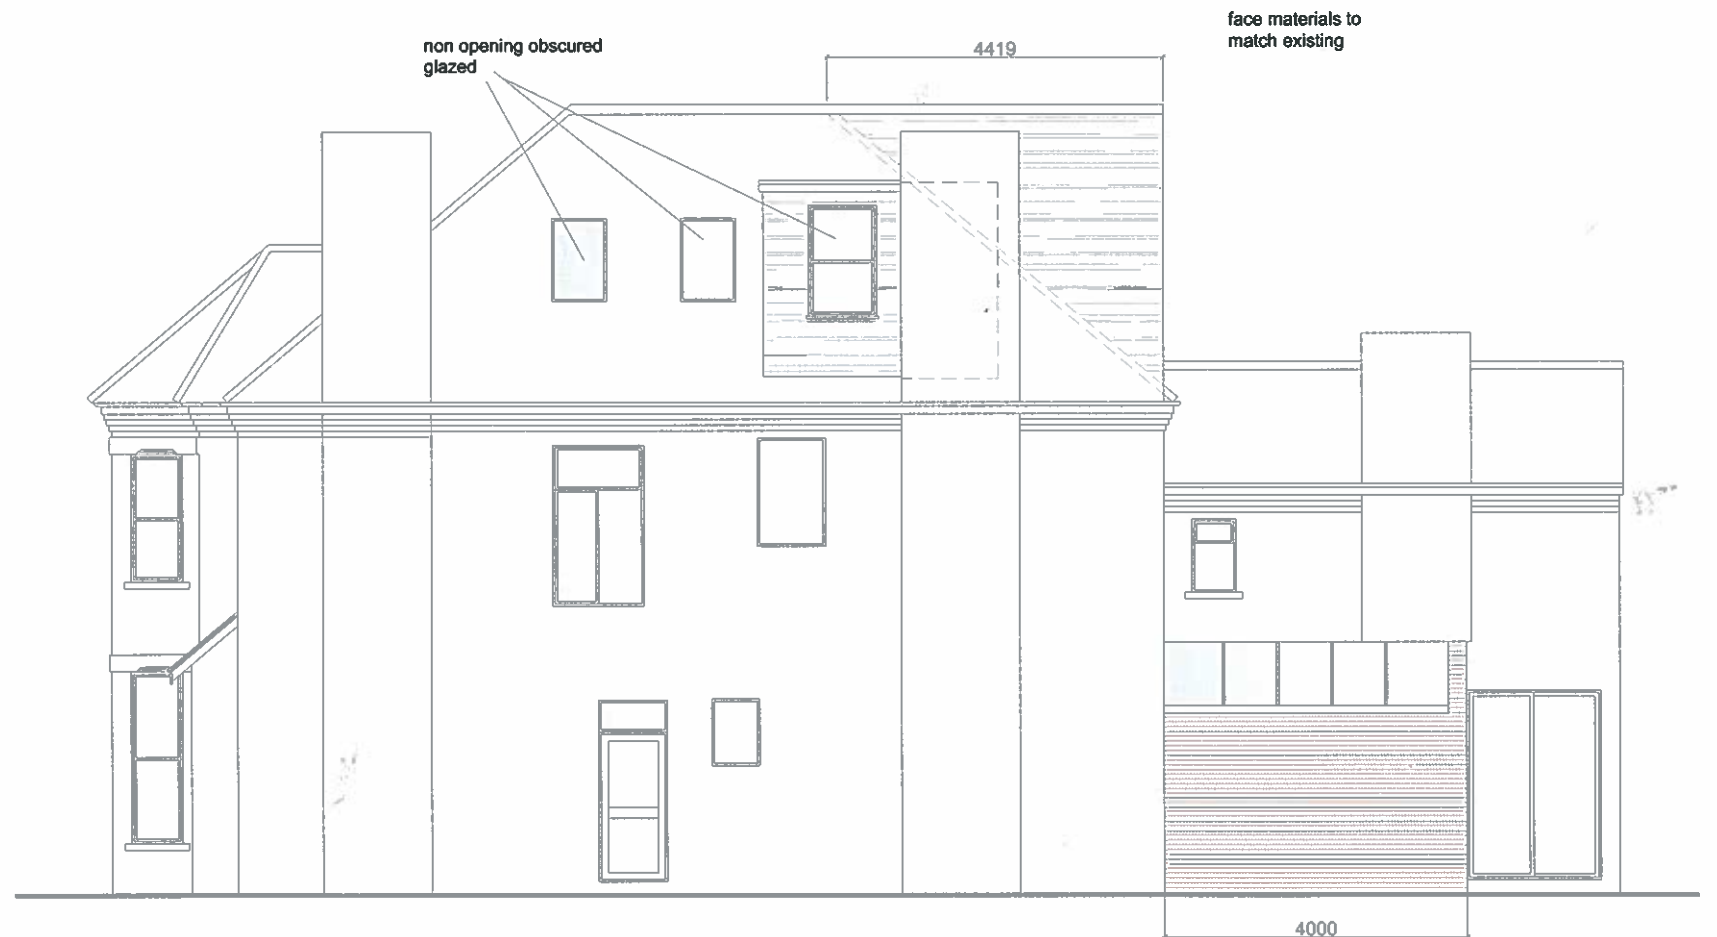 face materials to
match existing
non opening obscured
glazed
4419
4000